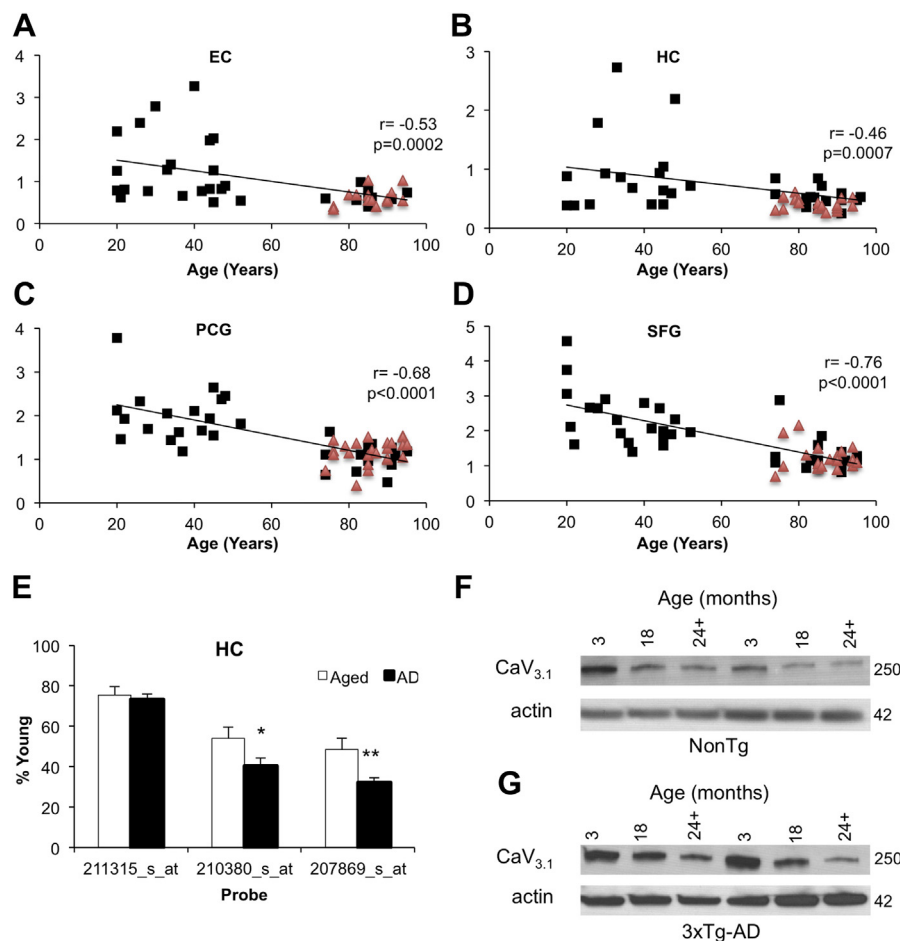 A
EC
4
3
2
1
0
r= -0.53
p=0.0002
0 20 40 60 80 100
Age (Years)
B
HC
3
2
1
0
r= -0.46
p=0.0007
0 20 40 60 80 100
Age (Years)
C
PCG
4
3
2
1
0
r= -0.68
p<0.0001
0 20 40 60 80 100
Age (Years)
D
SFG
5
4
3
2
1
0
r= -0.76
p<0.0001
0 20 40 60 80 100
Age (Years)
E
HC
100
80
60
40
20
0
% Young
Aged AD
*
**
211315_s_at 210380_s_at 207869_s_at
Probe
F
Age (months)
3 18 24+ 3 18 24+
CaV3.1 250
actin 42
NonTg
G
Age (months)
3 18 24+ 3 18 24+
CaV3.1 250
actin 42
3xTg-AD